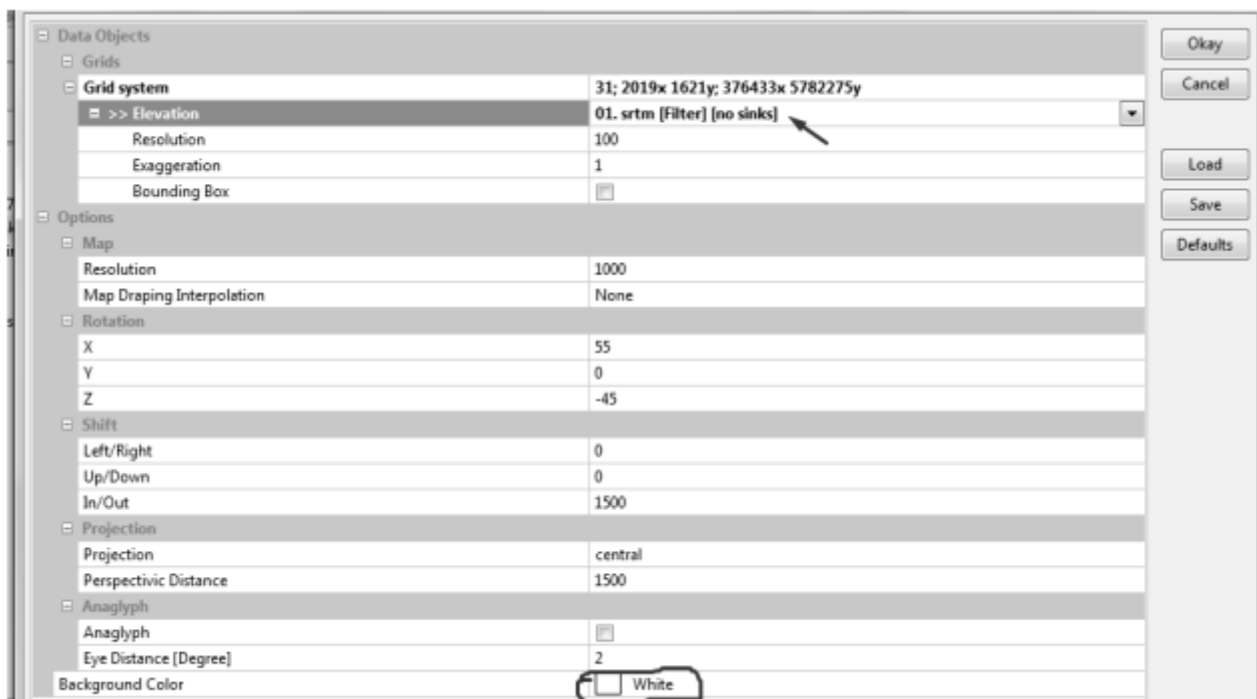 Data Objects
Grids
Grid system 31; 2019x 1621y; 376433x 5782275y
>> Elevation 01. srtm [Filter] [no sinks]
Resolution 100
Exaggeration 1
Bounding Box
Options
Map
Resolution 1000
Map Draping Interpolation None
Rotation
X 55
Y 0
Z -45
Shift
Left/Right 0
Up/Down 0
In/Out 1500
Projection
Projection central
Perspectivic Distance 1500
Anaglyph
Anaglyph
Eye Distance [Degree] 2
Background Color White
Okay
Cancel
Load
Save
Defaults